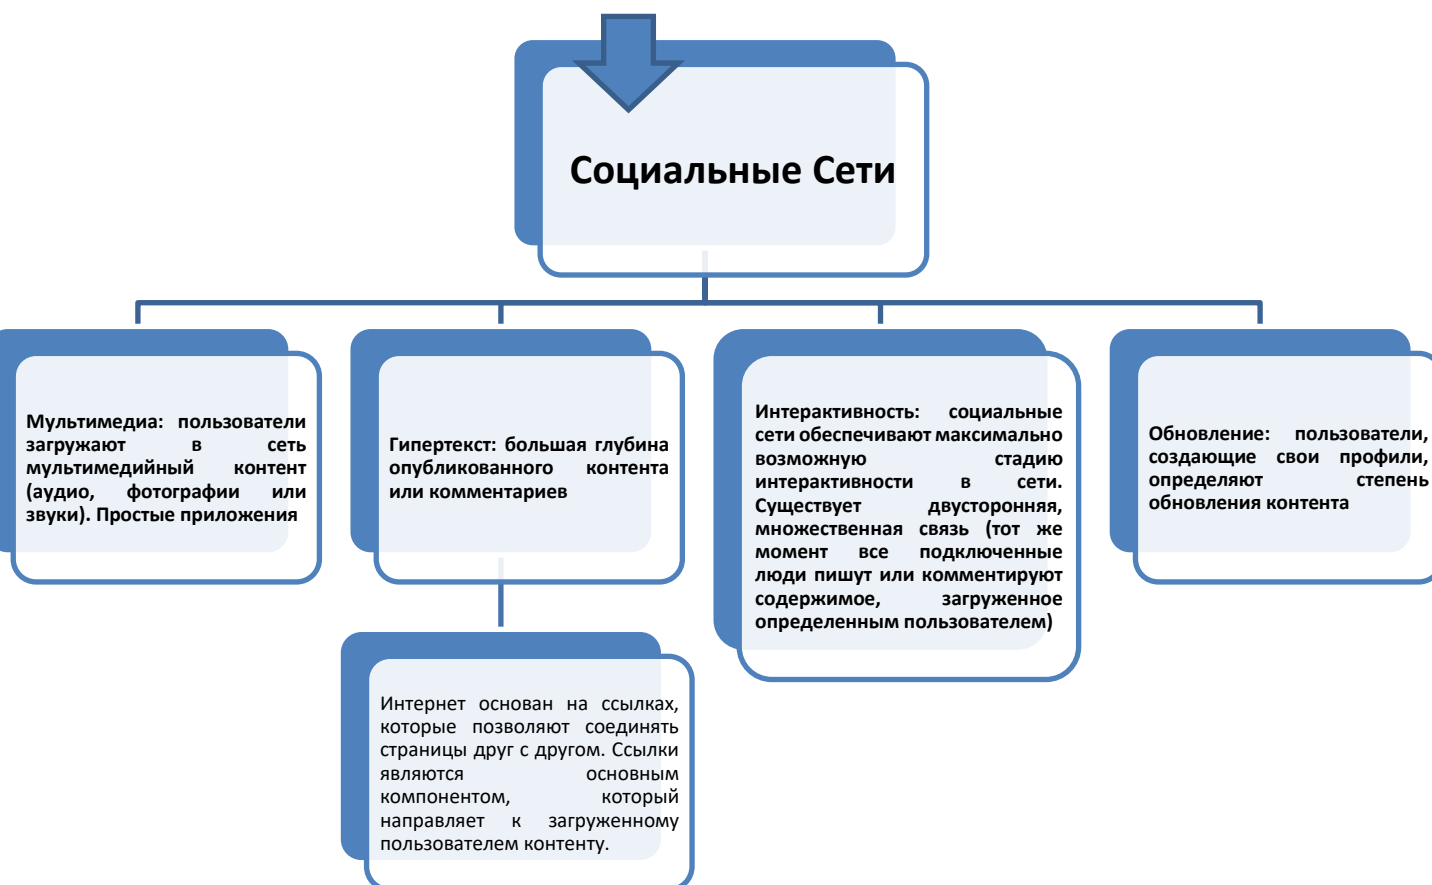 Социальные Сети
Мультимедиа: пользователи
загружают в сеть
мультимедийный контент
(аудио, фотографии или
звуки). Простые приложения
Гипертекст: большая глубина
опубликованного контента
или комментариев
Интерактивность: социальные
сети обеспечивают максимально
возможную стадию
интерактивности в сети.
Существует двусторонняя,
множественная связь (тот же
момент все подключенные
люди пишут или комментируют
содержимое, загруженное
определенным пользователем)
Обновление: пользователи,
создающие свои профили,
определяют степень
обновления контента
Интернет основан на ссылках,
которые позволяют соединять
страницы друг с другом. Ссылки
являются основным
компонентом, который
направляет к загруженному
пользователем контенту.